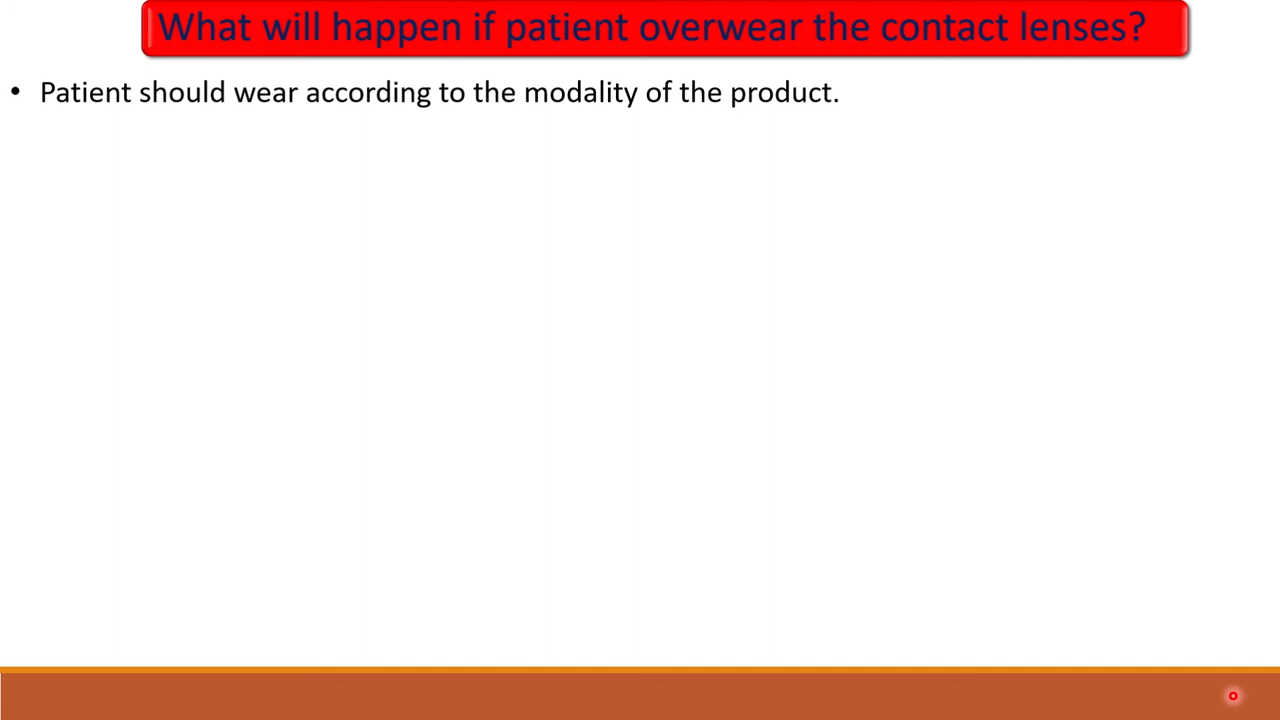 What will happen if patient overwear the contact lenses?
• Patient should wear according to the modality of the product.